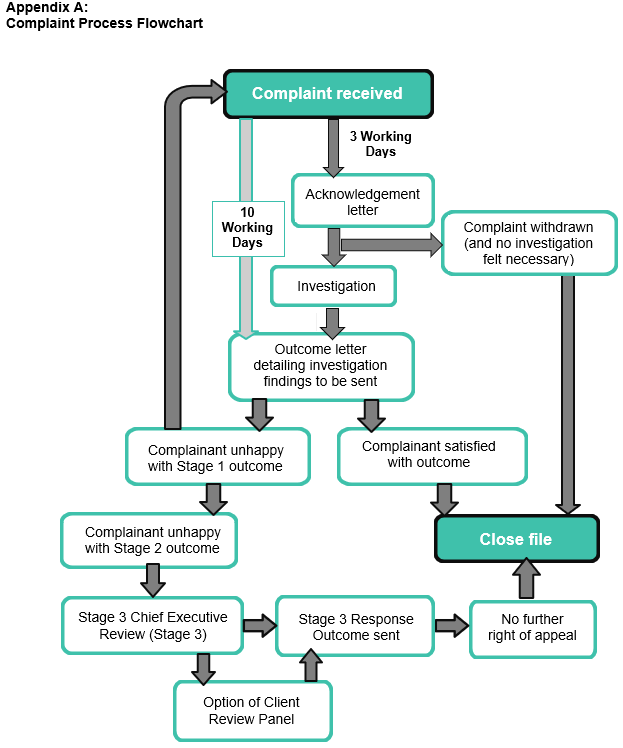 Appendix A:
Complaint Process Flowchart
Complaint received
3 Working
Days
Acknowledgement
letter
10
Working
Days
Complaint withdrawn
(and no investigation
felt necessary)
Investigation
Outcome letter
detailing investigation
findings to be sent
Complainant unhappy
with Stage 1 outcome
Complainant satisfied
with outcome
Complainant unhappy
with Stage 2 outcome
Close file
Stage 3 Chief Executive
Review (Stage 3)
Stage 3 Response
Outcome sent
No further
right of appeal
Option of Client
Review Panel